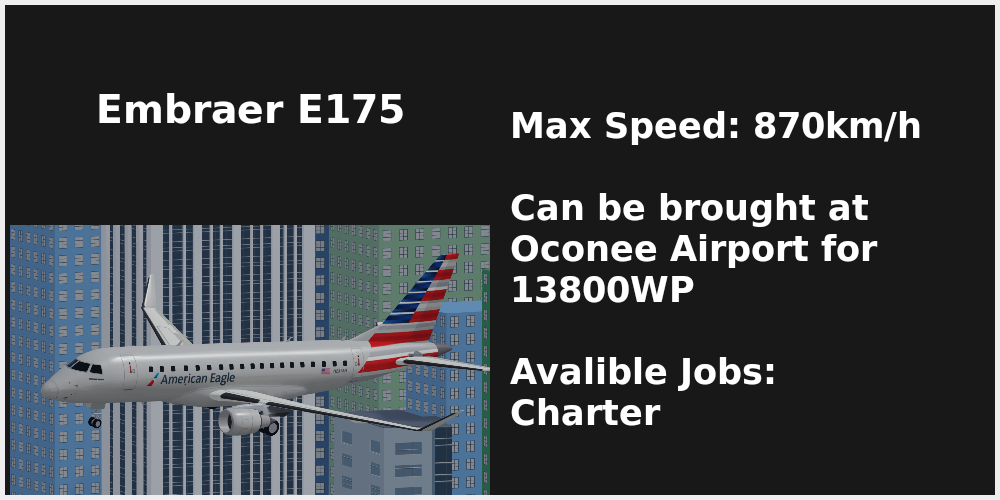 Embraer E175
Max Speed: 870km/h
Can be brought at
Oconee Airport for
13800WP
Avalible Jobs:
Charter
American Eagle